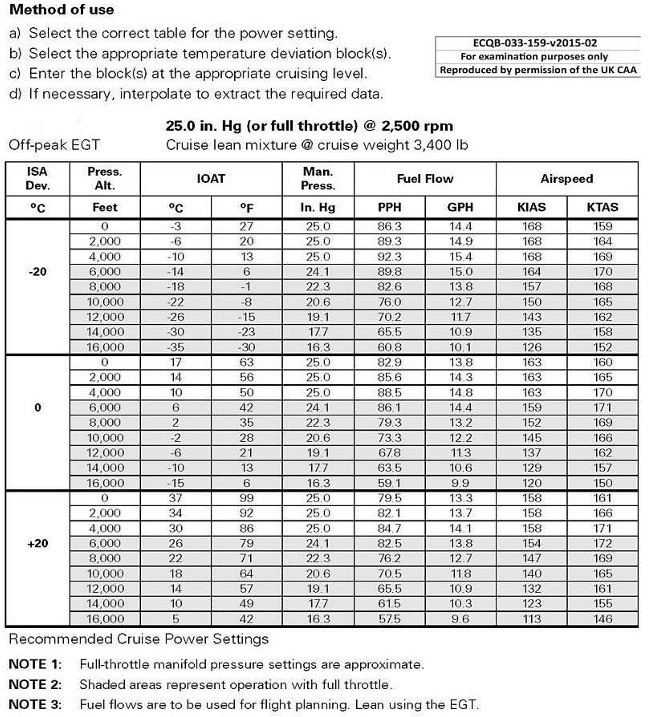 Method of use
a) Select the correct table for the power setting.
b) Select the appropriate temperature deviation block(s).
c) Enter the block(s) at the appropriate cruising level.
d) If necessary, interpolate to extract the required data.
ECQB-033-159-v2015-02
For examination purposes only
Reproduced by permission of the UK CAA
25.0 in. Hg (or full throttle) @ 2,500 rpm
Off-peak EGT Cruise lean mixture @ cruise weight 3,400 lb
ISA Dev. Press. Alt. IOAT Man. Press. Fuel Flow Airspeed
ºC Feet ºC ºF In. Hg PPH GPH KIAS KTAS
-20
0 -3 27 25.0 86.3 14.4 168 159
2,000 -6 20 25.0 89.3 14.9 168 164
4,000 -10 13 25.0 92.3 15.4 168 169
6,000 -14 6 24.1 89.8 15.0 164 170
8,000 -18 -1 22.3 82.6 13.8 157 168
10,000 -22 -8 20.6 76.0 12.7 150 165
12,000 -26 -15 19.1 70.2 11.7 143 162
14,000 -30 -23 17.7 65.5 10.9 135 158
16,000 -35 -30 16.3 60.8 10.1 126 152
0
0 17 63 25.0 82.9 13.8 163 160
2,000 14 56 25.0 85.6 14.3 163 165
4,000 10 50 25.0 88.5 14.8 163 170
6,000 6 42 24.1 86.1 14.4 159 171
8,000 2 35 22.3 79.3 13.2 152 169
10,000 -2 28 20.6 73.3 12.2 145 166
12,000 -6 21 19.1 67.8 11.3 137 162
14,000 -10 13 17.7 63.5 10.6 129 157
16,000 -15 6 16.3 59.1 9.9 120 150
+20
0 37 99 25.0 79.5 13.3 158 161
2,000 34 92 25.0 82.1 13.7 158 166
4,000 30 86 25.0 84.7 14.1 158 171
6,000 26 79 24.1 82.5 13.8 154 172
8,000 22 71 22.3 76.2 12.7 147 169
10,000 18 64 20.6 70.5 11.8 140 165
12,000 14 57 19.1 65.5 10.9 132 161
14,000 10 49 17.7 61.5 10.3 123 155
16,000 5 42 16.3 57.5 9.6 113 146
Recommended Cruise Power Settings
NOTE 1: Full-throttle manifold pressure settings are approximate.
NOTE 2: Shaded areas represent operation with full throttle.
NOTE 3: Fuel flows are to be used for flight planning. Lean using the EGT.